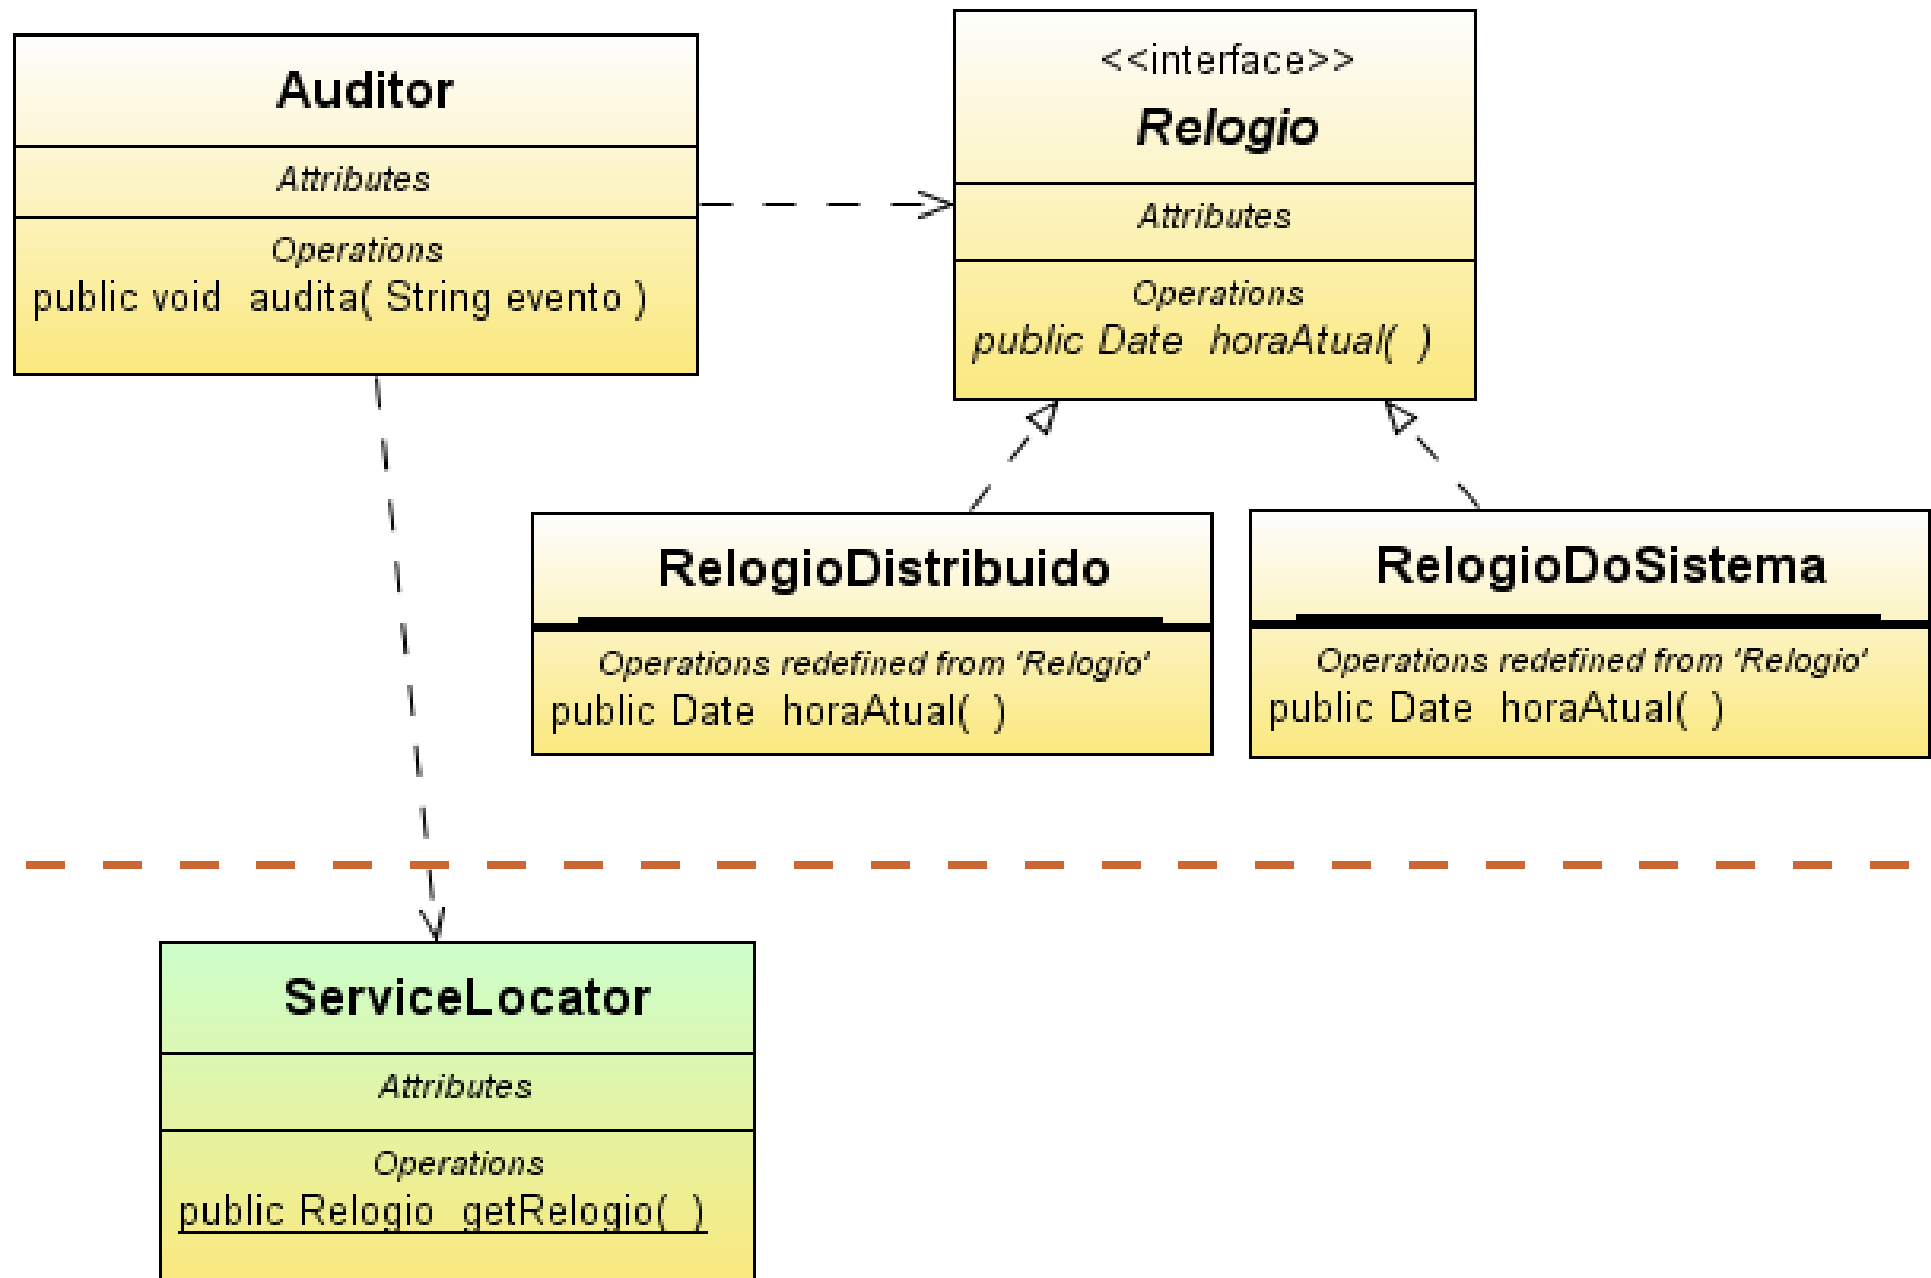 Auditor
Attributes
Operations
public void audita( String evento )
<<interface>>
Relogio
Attributes
Operations
public Date horaAtual( )
RelogioDistribuido
Operations redefined from 'Relogio'
public Date horaAtual( )
RelogioDoSistema
Operations redefined from 'Relogio'
public Date horaAtual( )
ServiceLocator
Attributes
Operations
public Relogio getRelogio( )